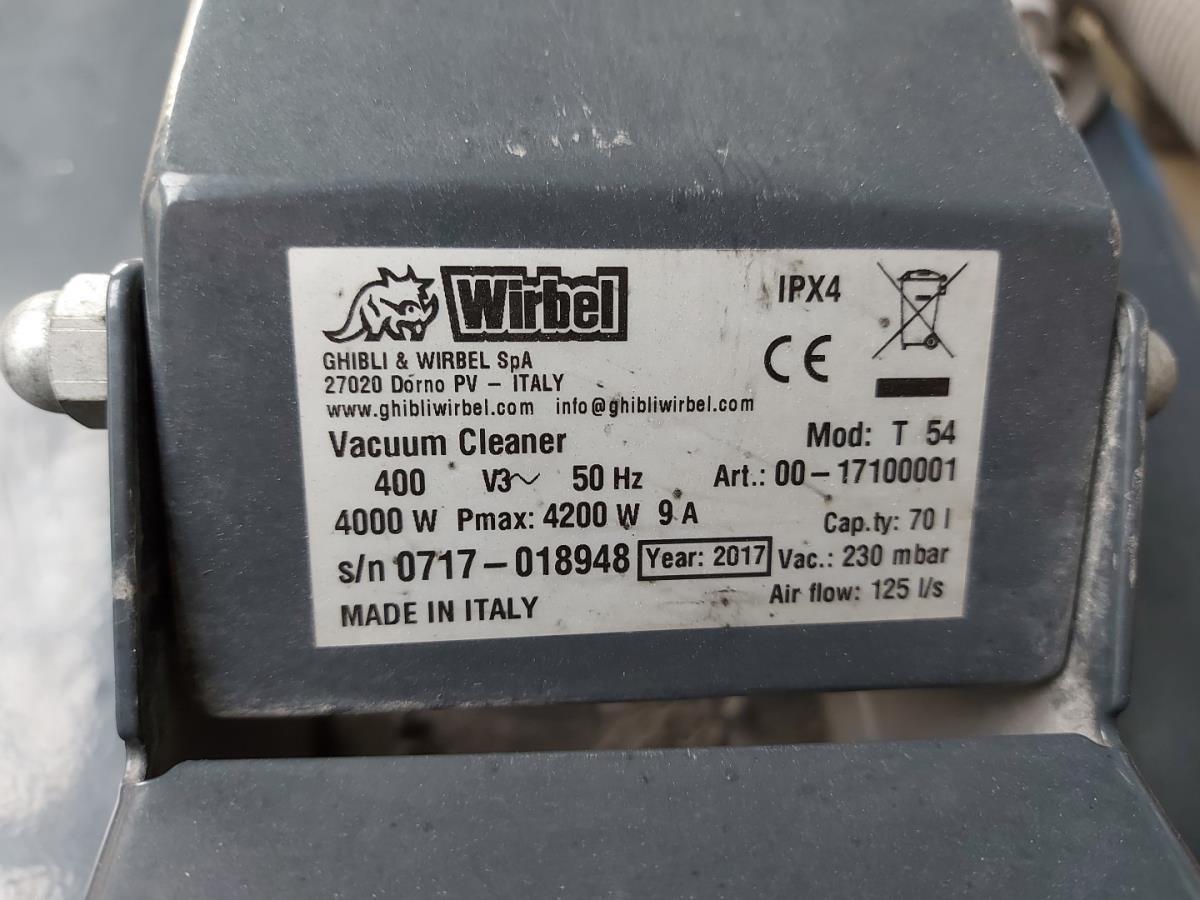 Wirbel
IPX4
CE
GHIBLI & WIRBEL SpA
27020 Dorno PV – ITALY
www.ghibliwirbel.com info@ghibliwirbel.com
Vacuum Cleaner Mod: T 54
400 V3~ 50 Hz Art.: 00-17100001
4000 W Pmax: 4200 W 9 A Cap.ty: 70 l
s/n 0717-018948 Year: 2017 Vac.: 230 mbar
MADE IN ITALY Air flow: 125 l/s